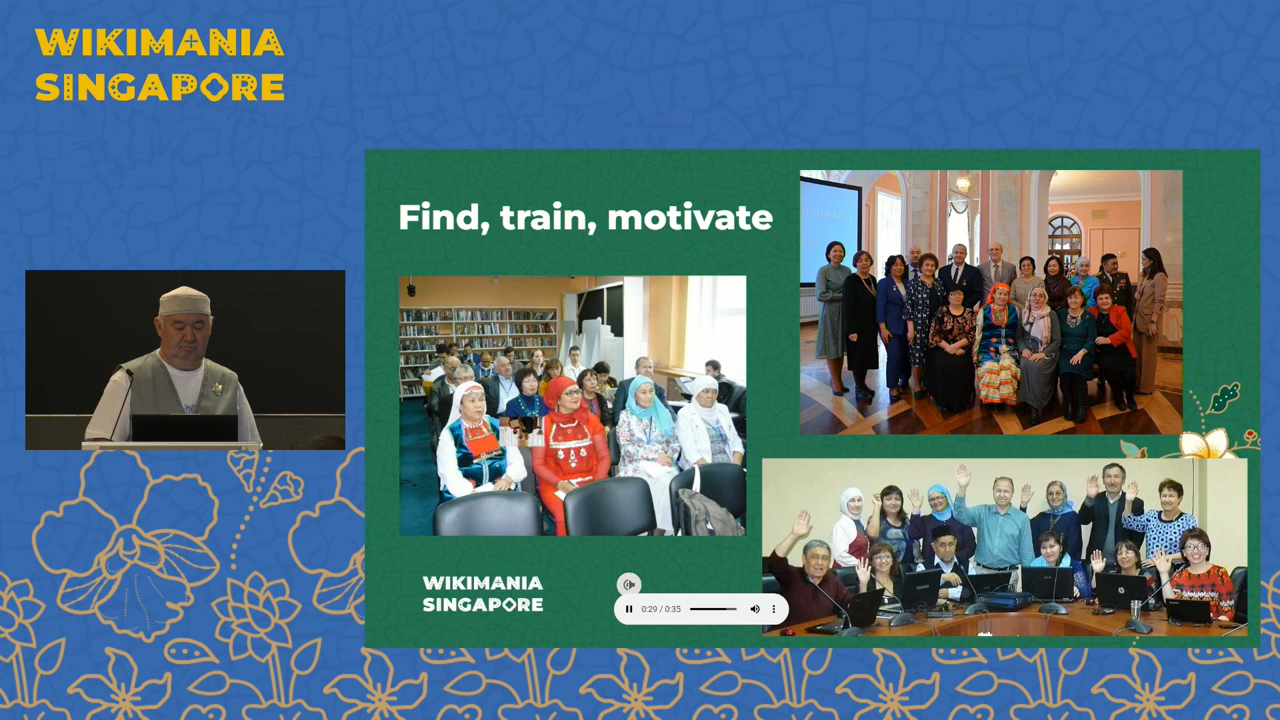 WIKIMANIA
SINGAPORE
Find, train, motivate
WIKIMANIA
SINGAPORE
0:29 / 0:35